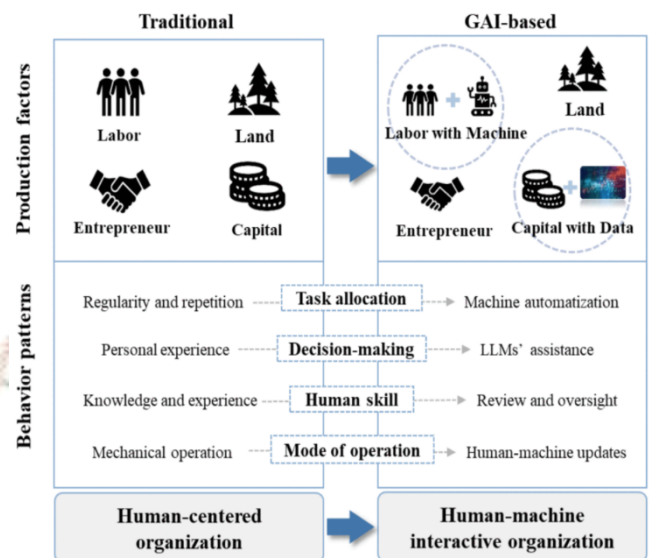 Traditional
GAI-based
Production factors
Labor
Land
Entrepreneur
Capital
Labor with Machine
Land
Entrepreneur
Capital with Data
Behavior patterns
Regularity and repetition
Task allocation
Machine automatization
Personal experience
Decision-making
LLMs’ assistance
Knowledge and experience
Human skill
Review and oversight
Mechanical operation
Mode of operation
Human-machine updates
Human-centered
organization
Human-machine
interactive organization